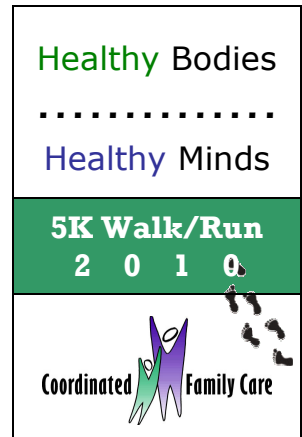 Healthy Bodies
...............
Healthy Minds
5K Walk/Run
2 0 1 0
Coordinated Family Care